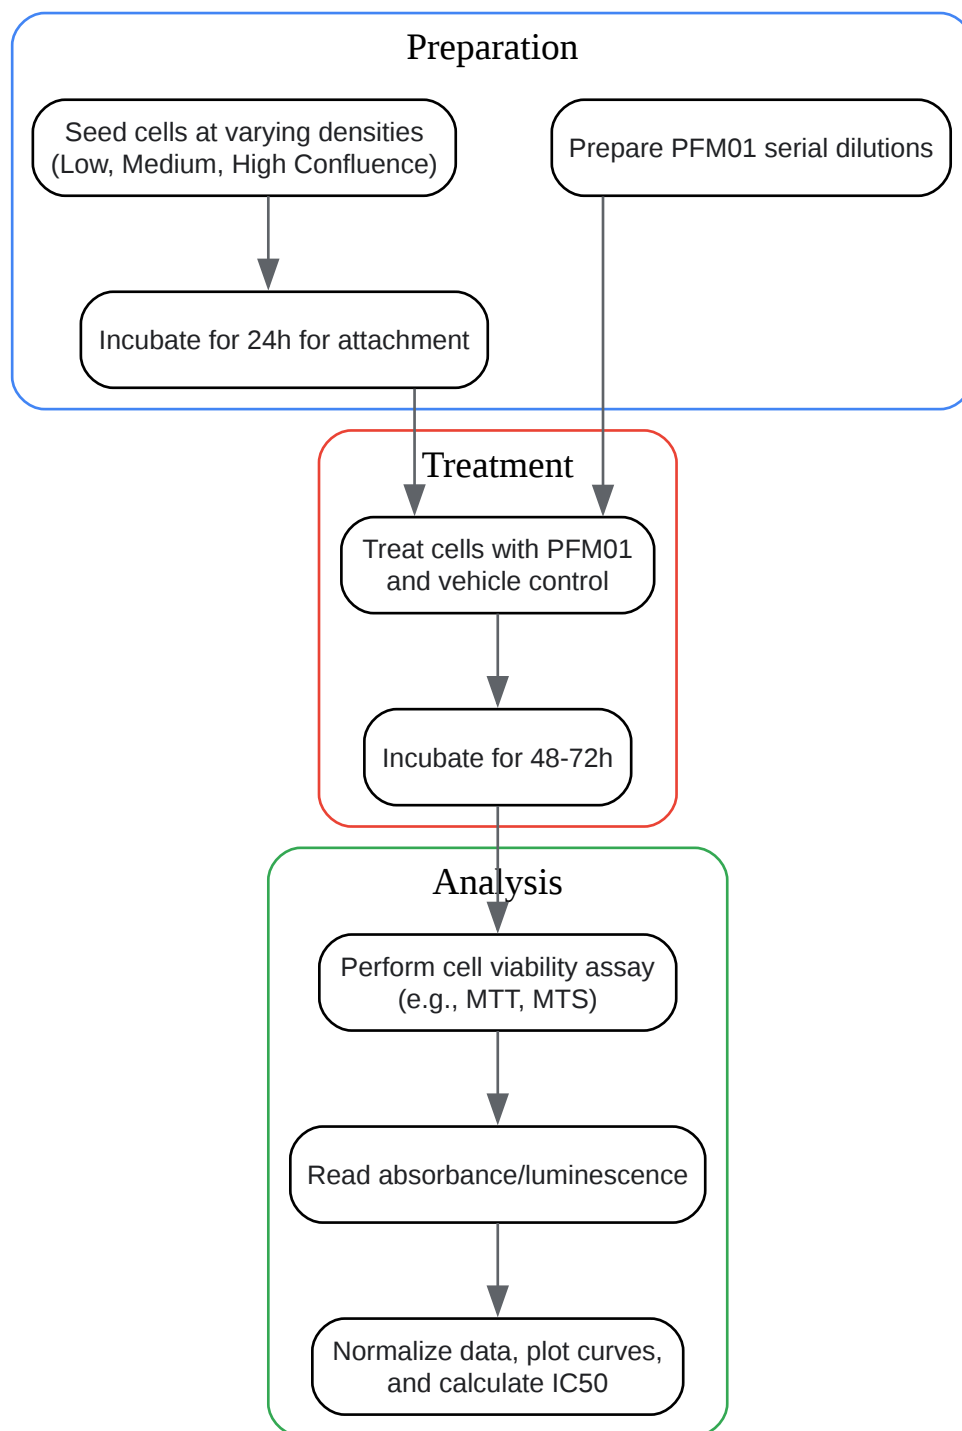 Preparation
Seed cells at varying densities
(Low, Medium, High Confluence)
Prepare PFM01 serial dilutions
Incubate for 24h for attachment
Treatment
Treat cells with PFM01
and vehicle control
Incubate for 48-72h
Analysis
Perform cell viability assay
(e.g., MTT, MTS)
Read absorbance/luminescence
Normalize data, plot curves,
and calculate IC50